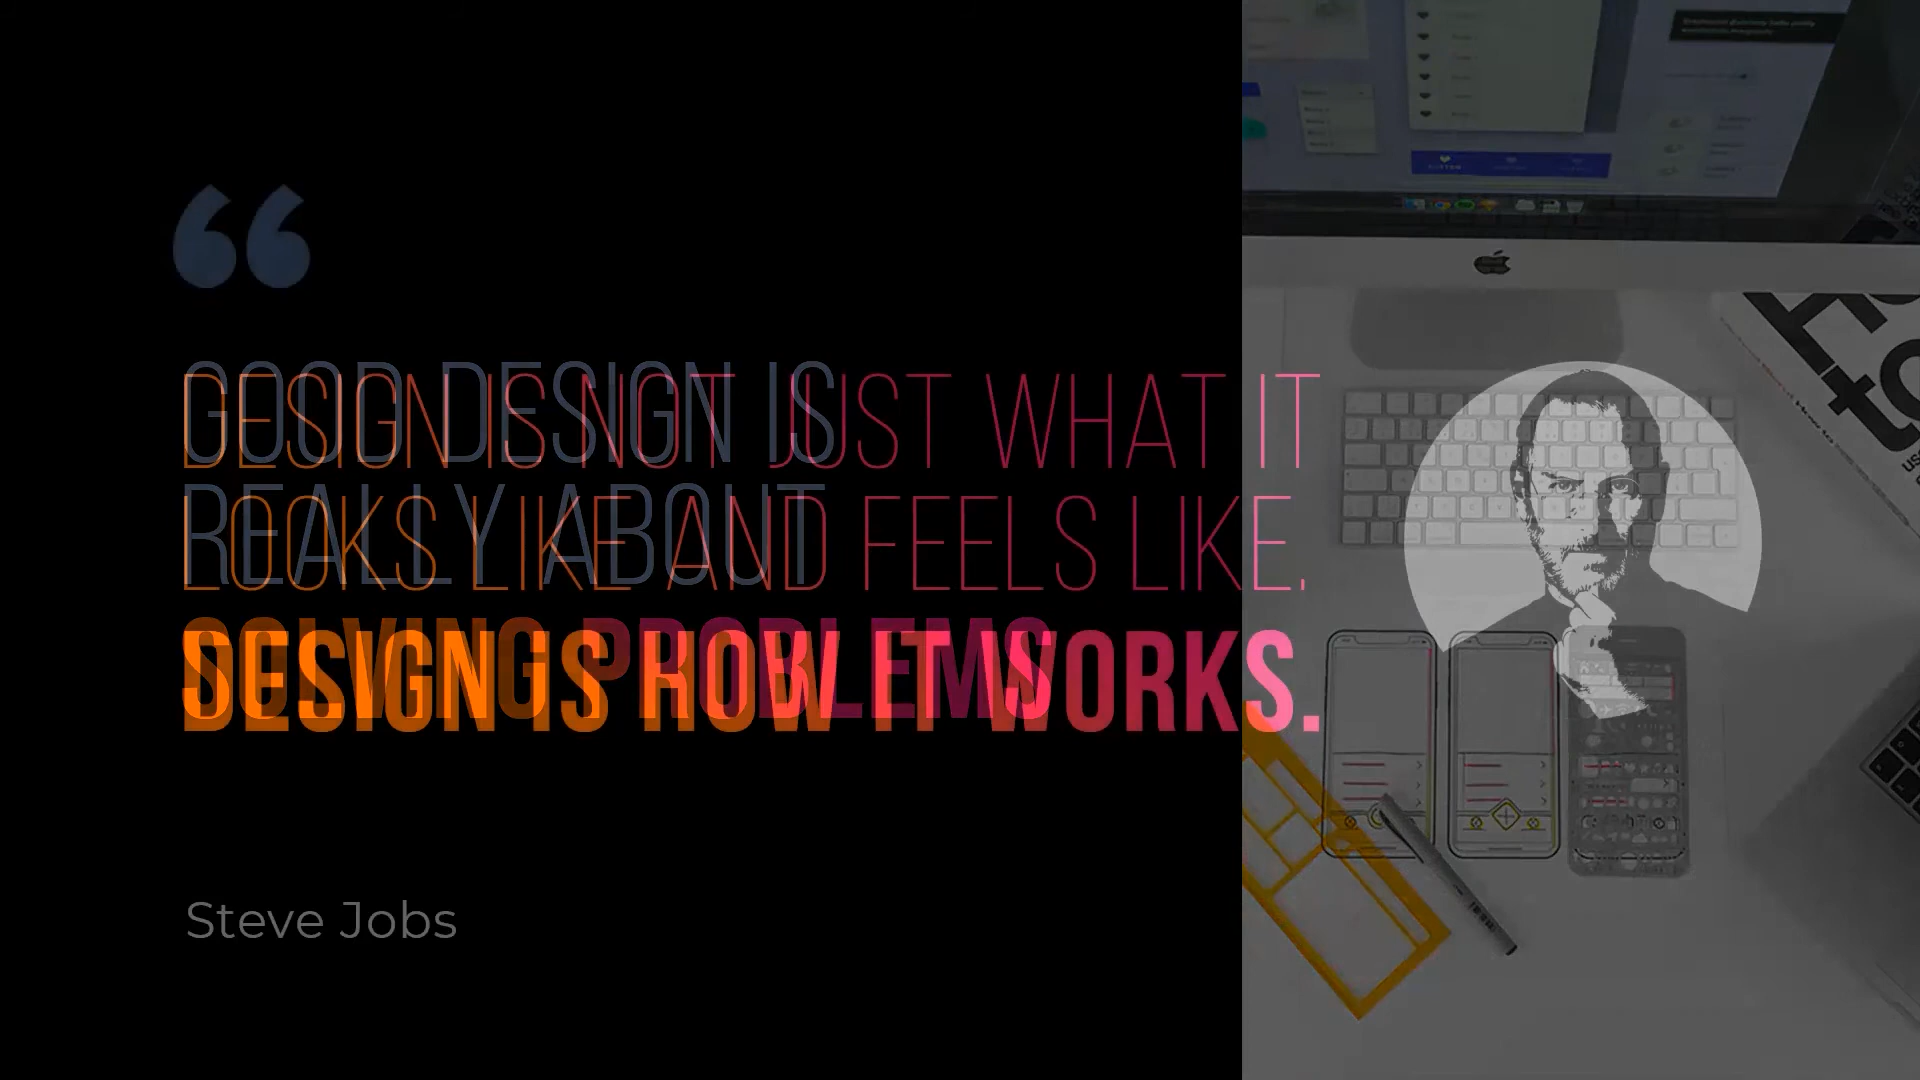 “
GOOD DESIGN IS
REALLY ABOUT
SOLVING PROBLEMS
DESIGN IS NOT JUST WHAT IT
LOOKS LIKE AND FEELS LIKE.
DESIGN IS HOW IT WORKS.
Steve Jobs